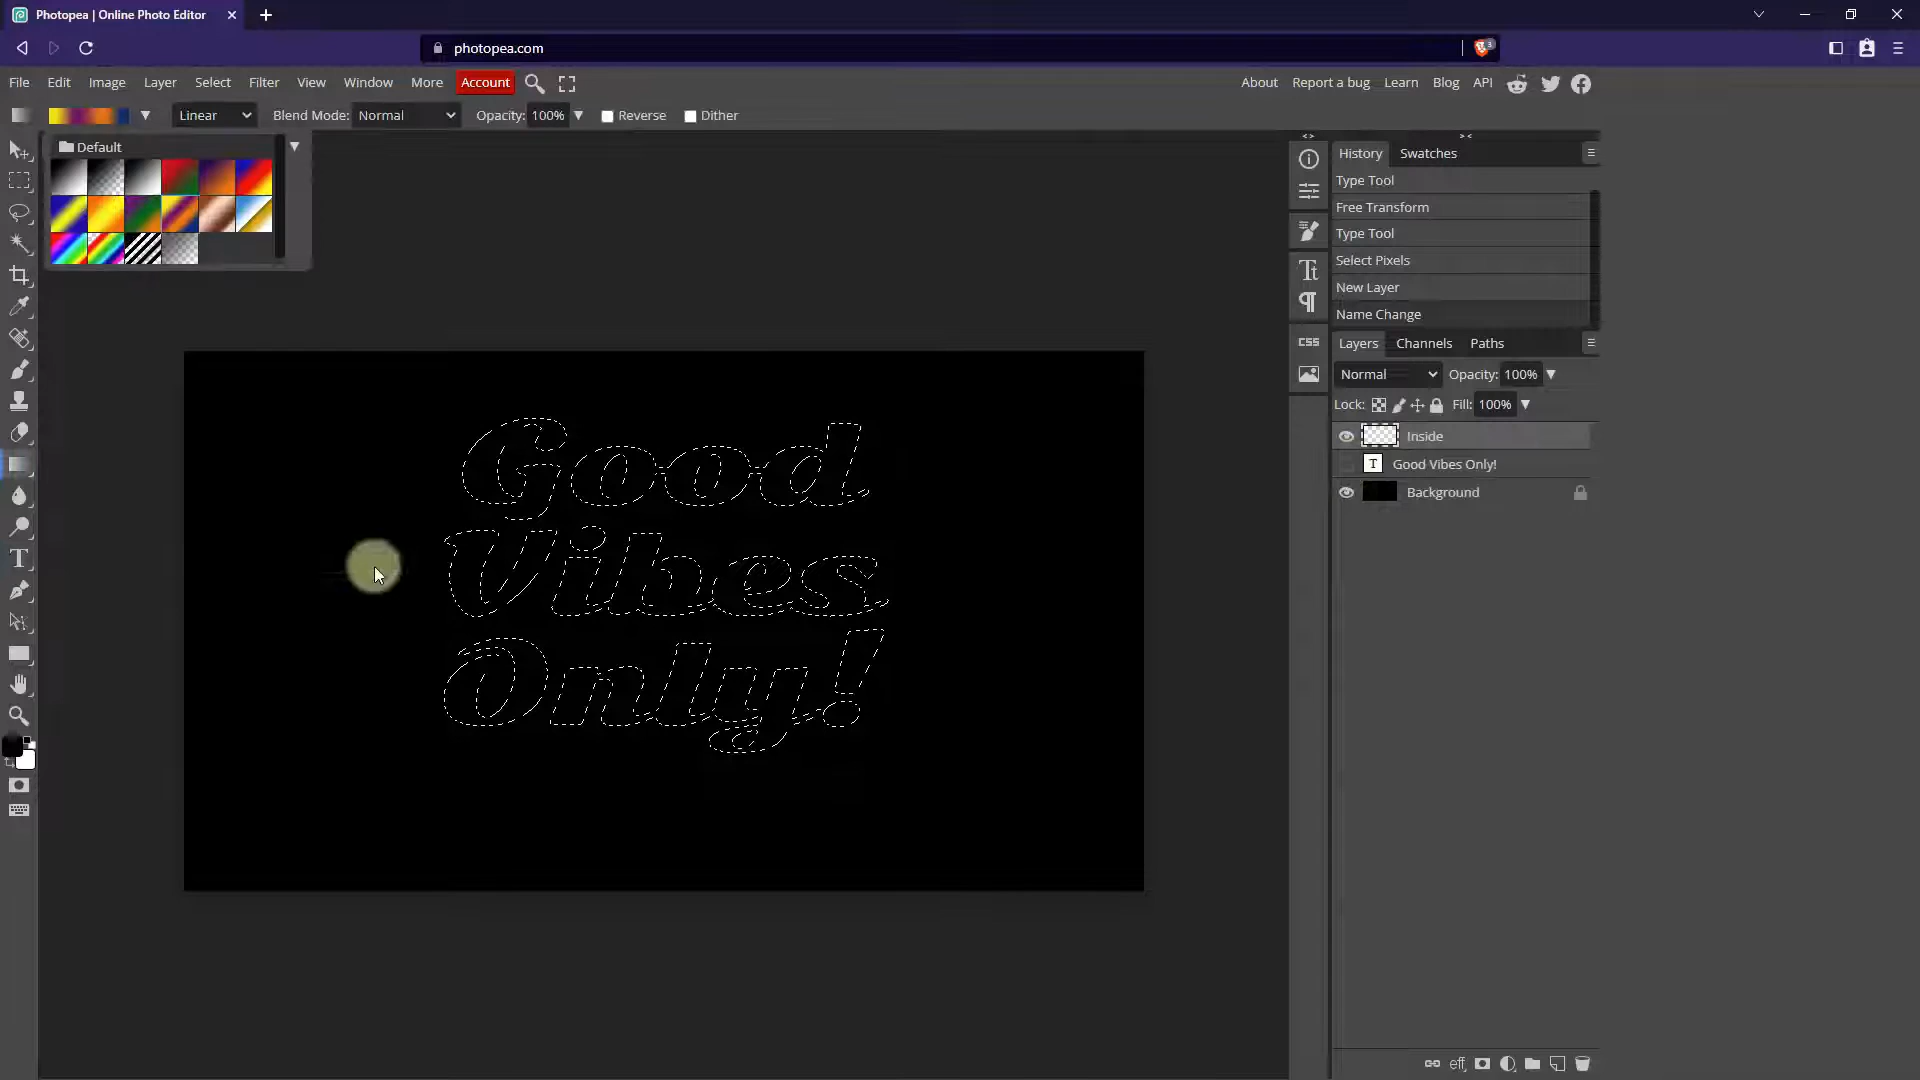 Photopea | Online Photo Editor
photopea.com
3
File Edit Image Layer Select Filter View Window More Account
About Report a bug Learn Blog API
Linear Blend Mode: Normal Opacity: 100% Reverse Dither
Default
History Swatches
Type Tool
Free Transform
Type Tool
Select Pixels
New Layer
Name Change
Layers Channels Paths
CSS
Normal Opacity: 100%
Lock: Fill: 100%
Inside
T Good Vibes Only!
Background
Good
Vibes
Only!
eff